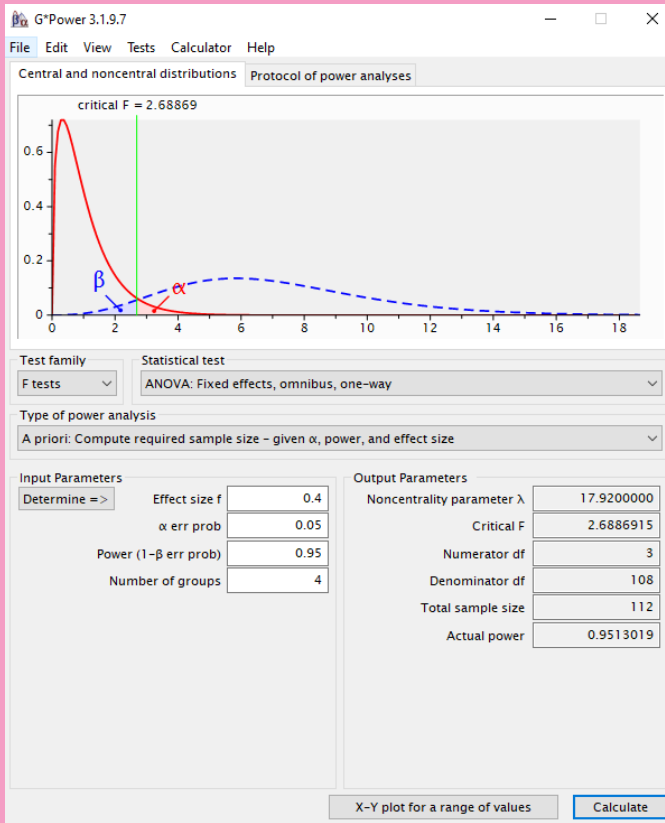 G*Power 3.1.9.7
File Edit View Tests Calculator Help
Central and noncentral distributions Protocol of power analyses
critical F = 2.68869
0.6
0.4
0.2
0
β
α
0 2 4 6 8 10 12 14 16 18
Test family Statistical test
F tests ANOVA: Fixed effects, omnibus, one-way
Type of power analysis
A priori: Compute required sample size – given α, power, and effect size
Input Parameters
Determine =>
Effect size f 0.4
α err prob 0.05
Power (1-β err prob) 0.95
Number of groups 4
Output Parameters
Noncentrality parameter λ 17.9200000
Critical F 2.6886915
Numerator df 3
Denominator df 108
Total sample size 112
Actual power 0.9513019
X-Y plot for a range of values Calculate